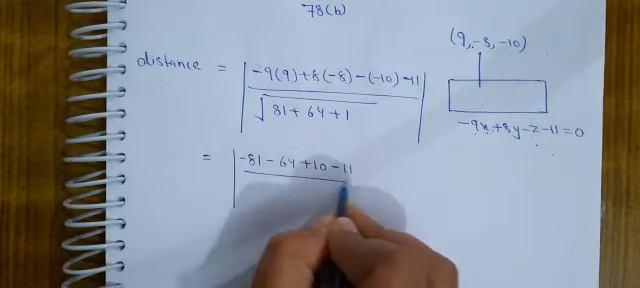 78(b)
(9, -8, -10)
distance = | -9(9) + 8(-8) - (-10) - 11 / √81 + 64 + 1 |
-9x + 8y - z - 11 = 0
= | -81 - 64 + 10 - 11